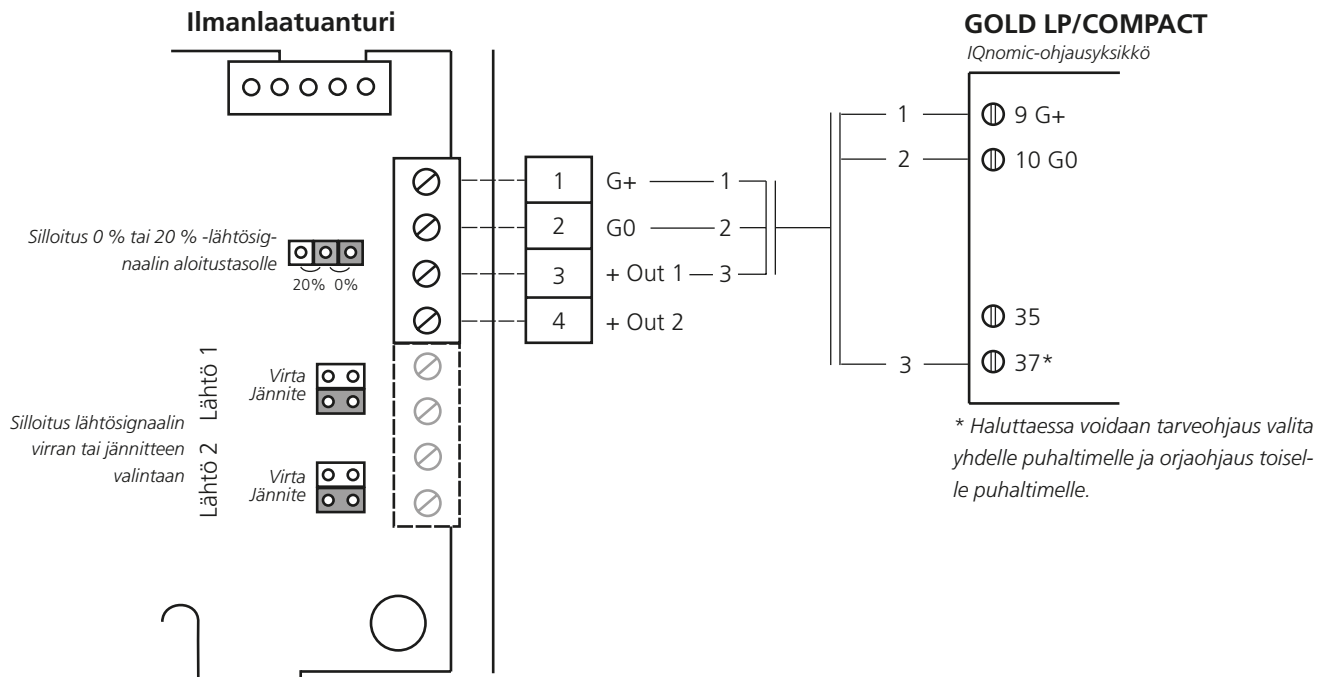 Ilmanlaatuanturi
GOLD LP/COMPACT
IQnomic-ohjausyksikkö
1
9 G+
2
10 G0
1 G+ 1
2 G0 2
3 + Out 1 3
4 + Out 2
Silloitus 0 % tai 20 % -lähtösig-
naalin aloitustasolle
20% 0%
35
3
37*
Lähtö 1
Virta
Jännite
Silloitus lähtösignaalin
virran tai jännitteen
valintaan
Lähtö 2
Virta
Jännite
* Haluttaessa voidaan tarveohjaus valita
yhdelle puhaltimelle ja orjaohjaus toisel-
le puhaltimelle.